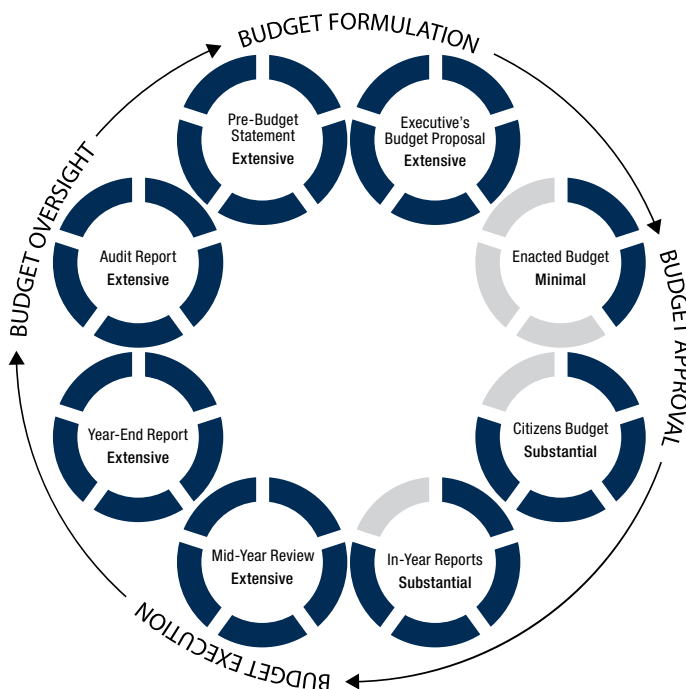 BUDGET FORMULATION
Pre-Budget
Statement
Extensive
Executive's
Budget Proposal
Extensive
Enacted Budget
Minimal
BUDGET APPROVAL
Citizens Budget
Substantial
In-Year Reports
Substantial
BUDGET EXECUTION
Mid-Year Review
Extensive
Year-End Report
Extensive
BUDGET OVERSIGHT
Audit Report
Extensive